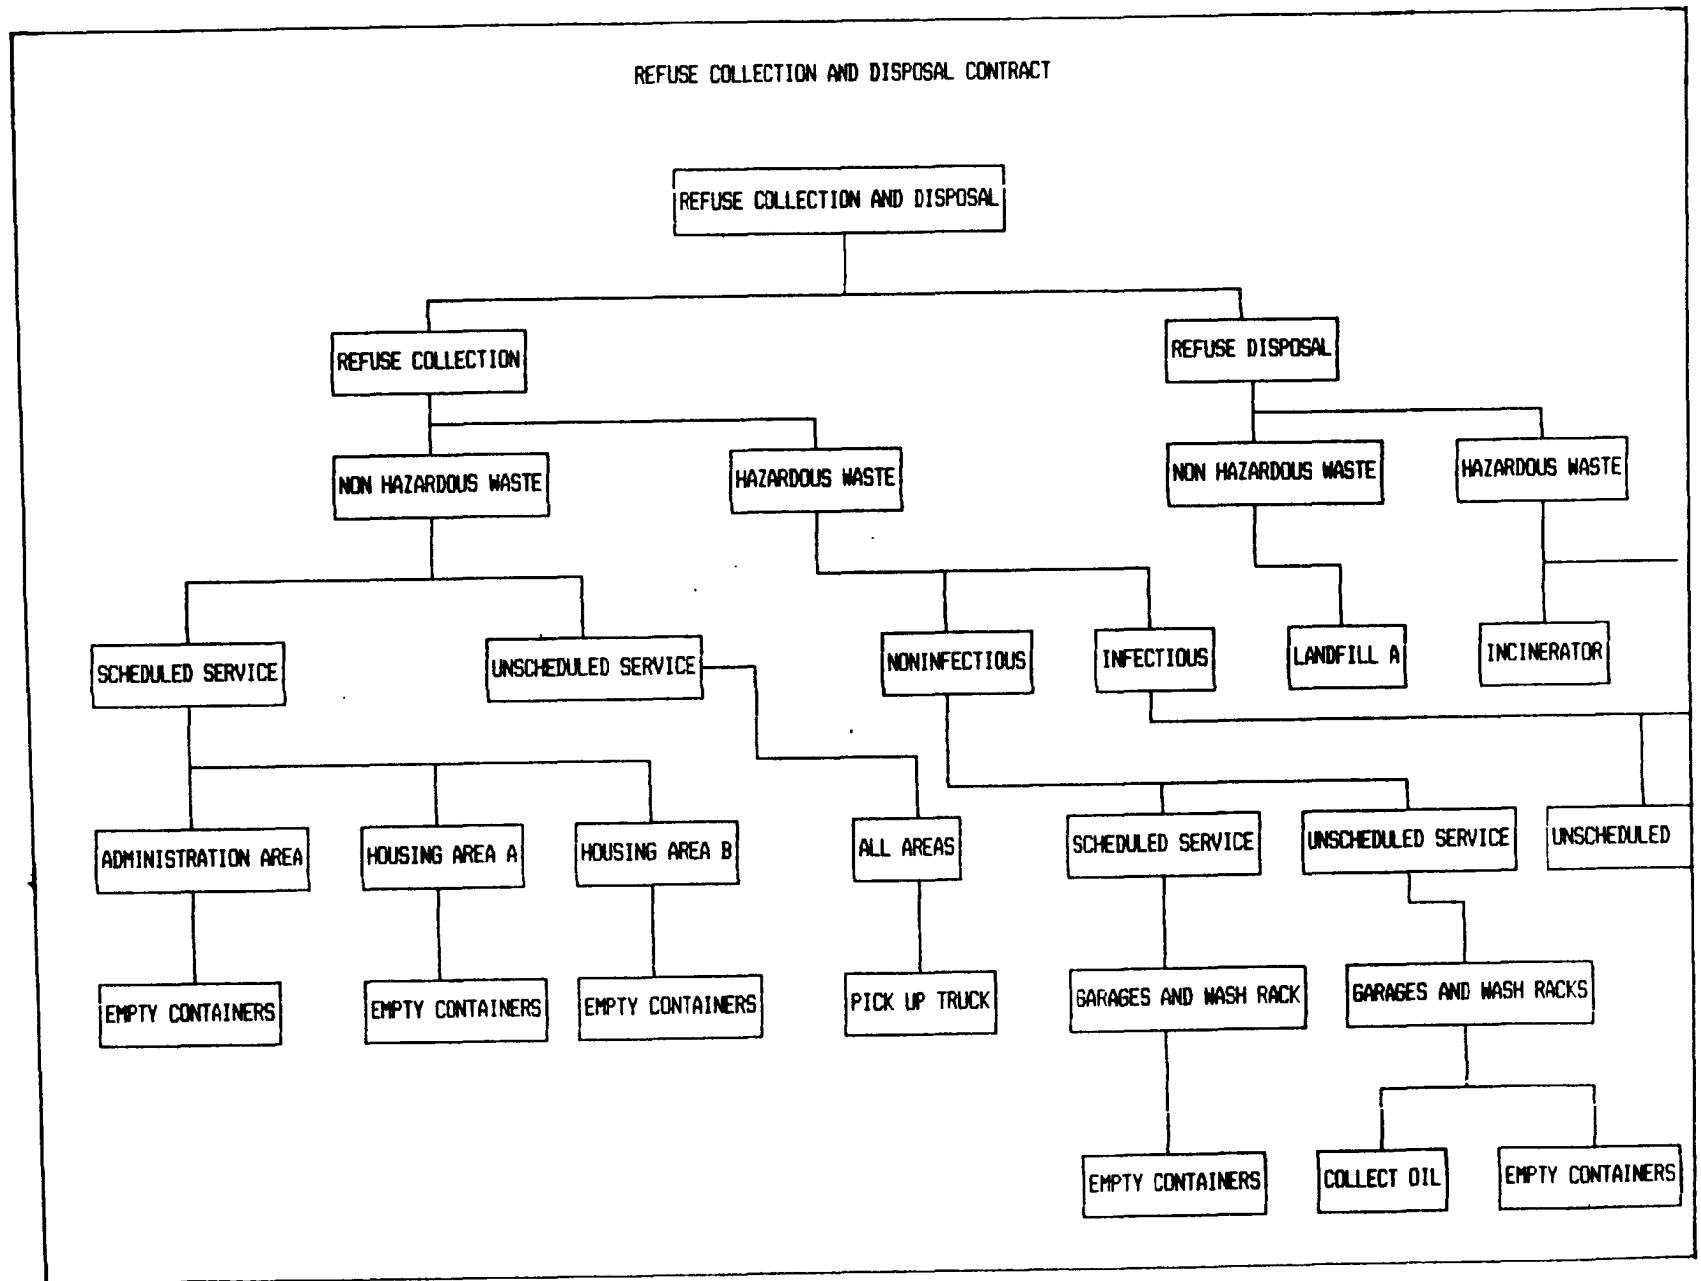 REFUSE COLLECTION AND DISPOSAL CONTRACT
REFUSE COLLECTION AND DISPOSAL
REFUSE COLLECTION
REFUSE DISPOSAL
NON HAZARDOUS WASTE
HAZARDOUS WASTE
NON HAZARDOUS WASTE
HAZARDOUS WASTE
SCHEDULED SERVICE
UNSCHEDULED SERVICE
NONINFECTIOUS
INFECTIOUS
LANDFILL A
INCINERATOR
ADMINISTRATION AREA
HOUSING AREA A
HOUSING AREA B
ALL AREAS
SCHEDULED SERVICE
UNSCHEDULED SERVICE
UNSCHEDULED
EMPTY CONTAINERS
EMPTY CONTAINERS
EMPTY CONTAINERS
PICK UP TRUCK
GARAGES AND WASH RACK
GARAGES AND WASH RACKS
EMPTY CONTAINERS
COLLECT OIL
EMPTY CONTAINERS